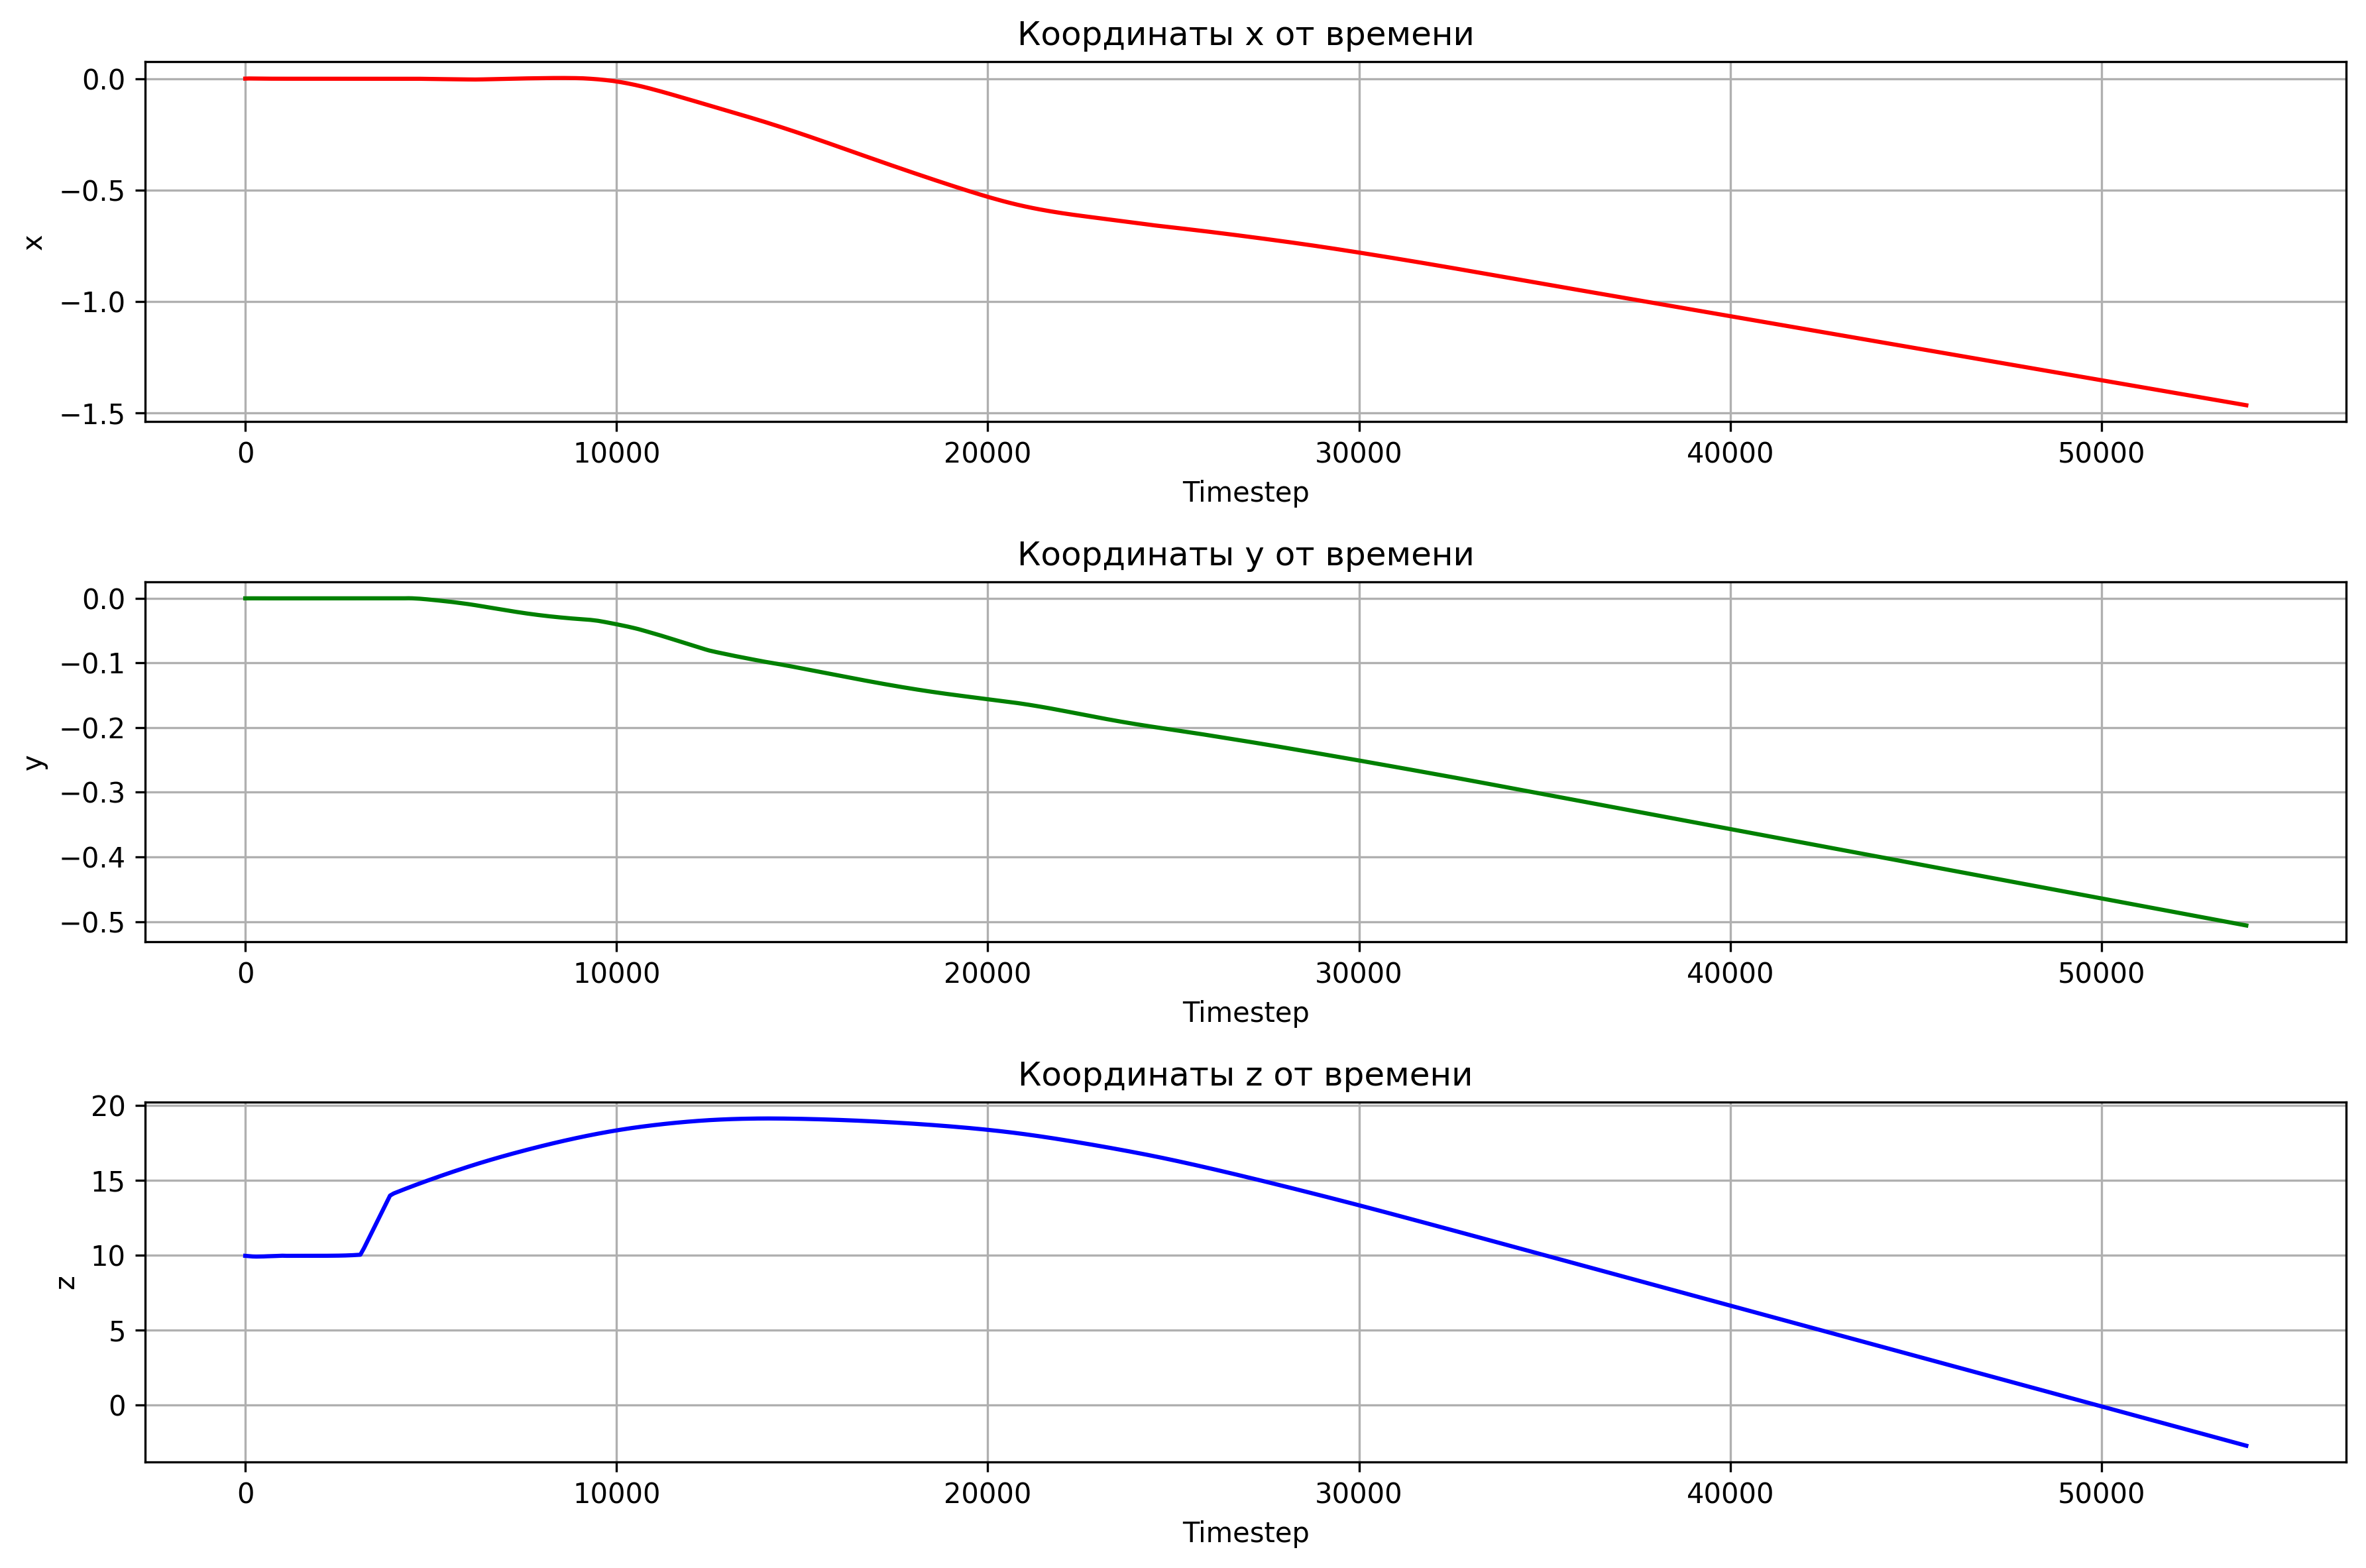 Координаты x от времени
0.0
−0.5
−1.0
−1.5
x
0 10000 20000 30000 40000 50000
Timestep
Координаты y от времени
0.0
−0.1
−0.2
−0.3
−0.4
−0.5
y
0 10000 20000 30000 40000 50000
Timestep
Координаты z от времени
20
15
10
5
0
z
0 10000 20000 30000 40000 50000
Timestep